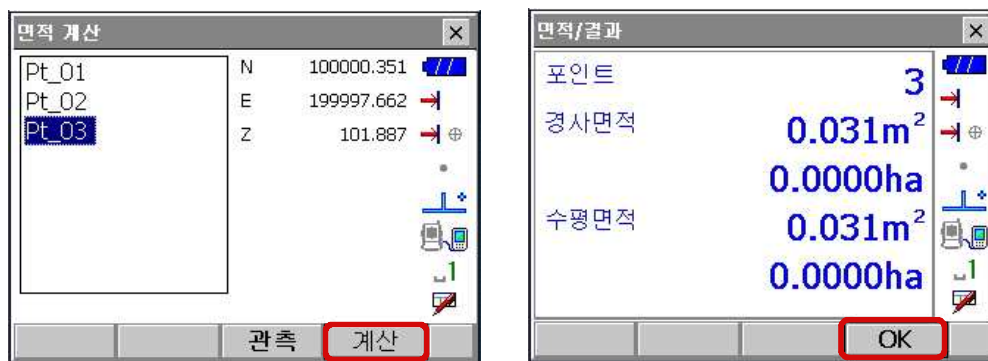 면적 계산
Pt_01
Pt_02
Pt_03
N 100000.351
E 199997.662
Z 101.887
1
관측 계산
면적/결과
포인트 3
경사면적 0.031m²
0.0000ha
수평면적 0.031m²
0.0000ha
1
OK